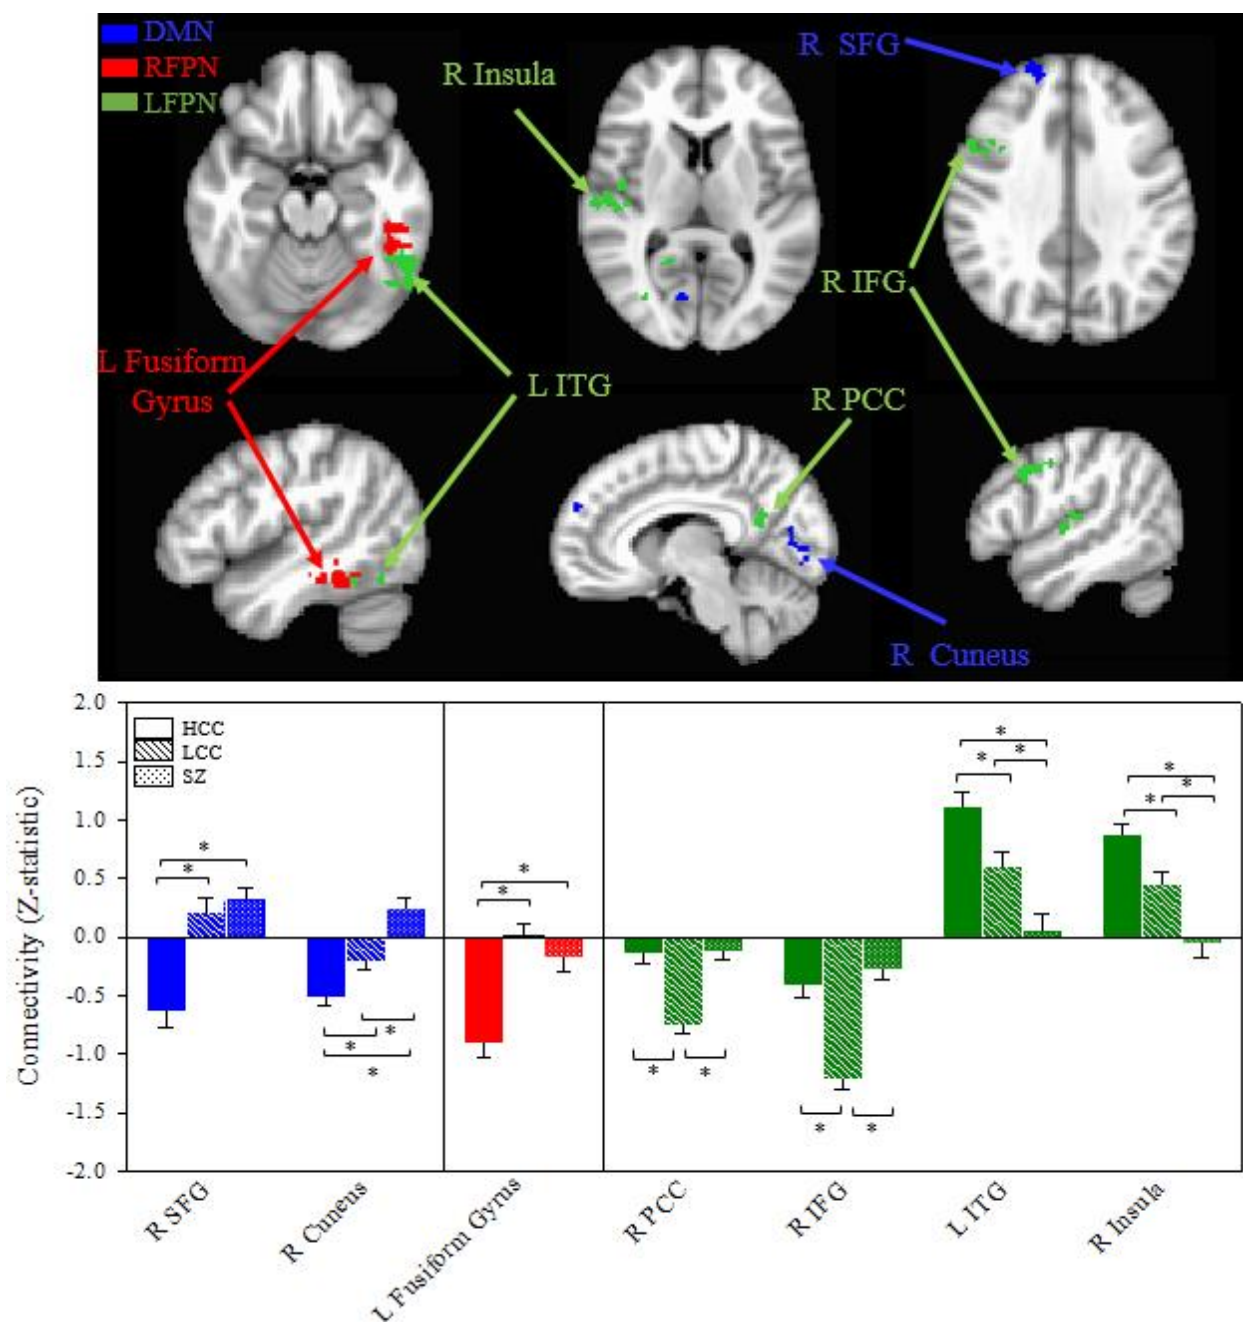 DMN
RFPN
LFPN
R Insula
R SFG
R IFG
L Fusiform
Gyrus
L ITG
R PCC
R Cuneus
Connectivity (Z-statistic)
2.0
1.5
1.0
0.5
0.0
-0.5
-1.0
-1.5
-2.0
HCC
LCC
SZ
* *
* * *
* *
* *
* *
* * *
* * *
R SFG
R Cuneus
L Fusiform Gyrus
R PCC
R IFG
L ITG
R Insula